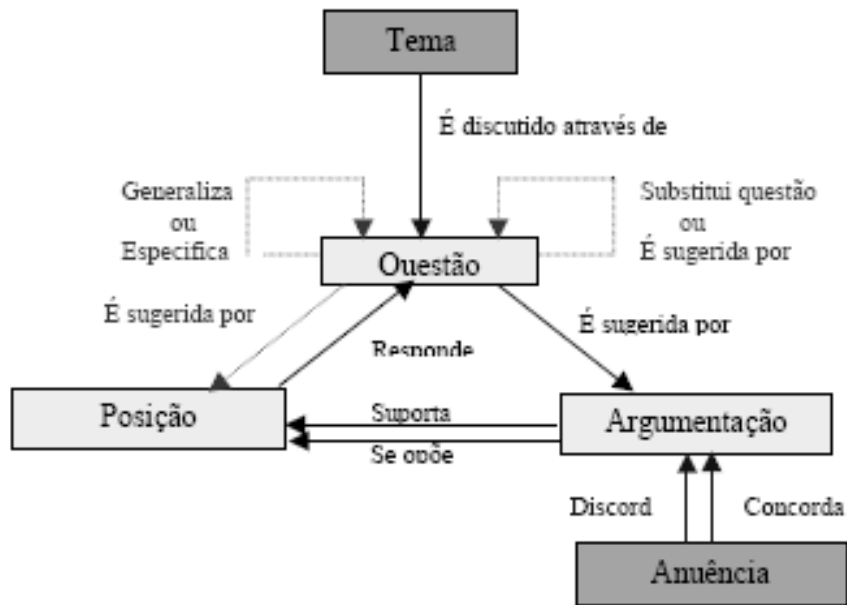 Tema
É discutido através de
Generaliza
ou
Especifica
Substitui questão
ou
É sugerida por
Questão
É sugerida por
É sugerida por
Responde
Posição
Suporta
Argumentação
Se opõe
Discord
Concorda
Anuência